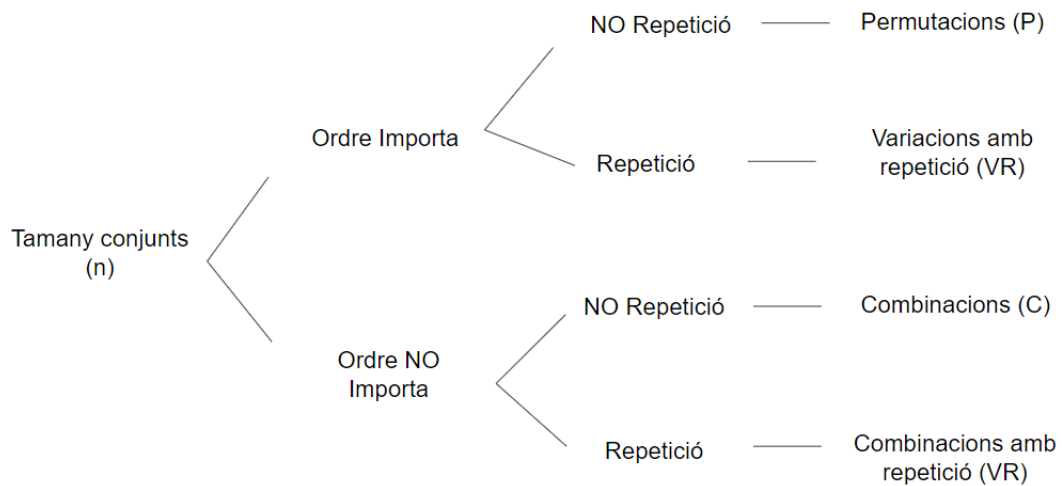 NO Repetició
Permutacions (P)
Ordre Importa
Repetició
Variacions amb
repetició (VR)
Tamany conjunts
(n)
NO Repetició
Combinacions (C)
Ordre NO
Importa
Repetició
Combinacions amb
repetició (VR)